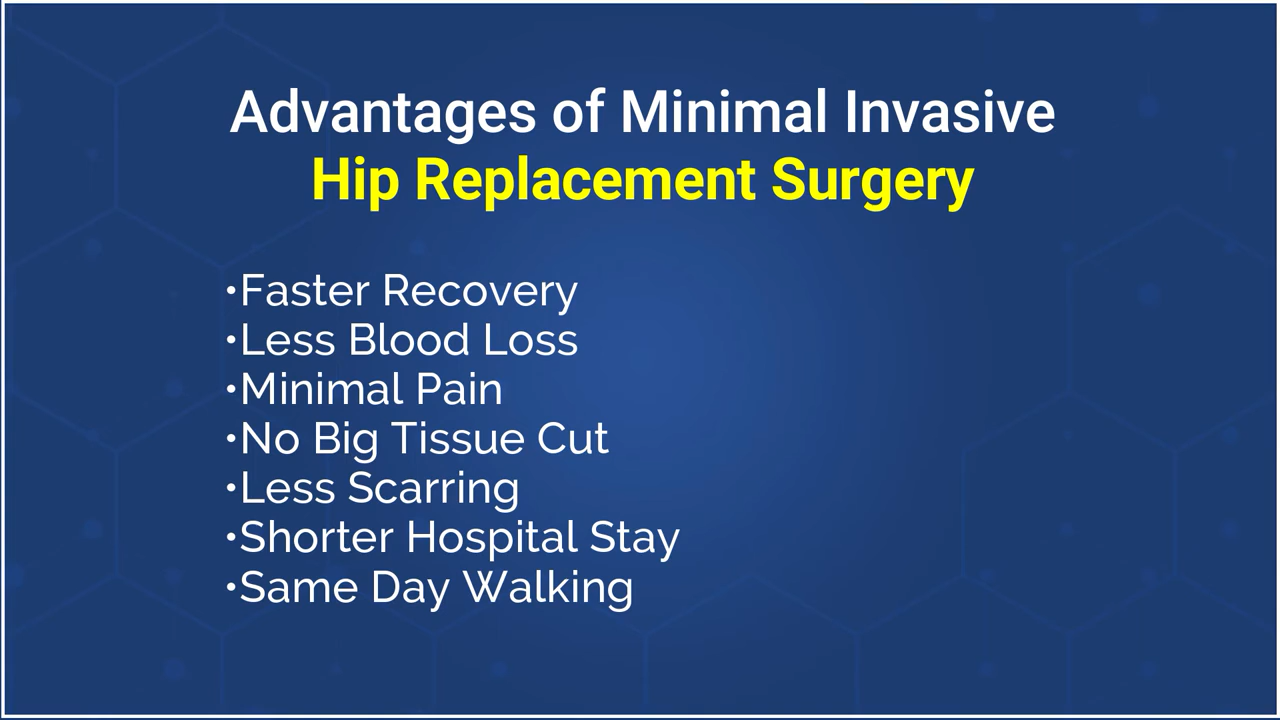 Advantages of Minimal Invasive
Hip Replacement Surgery
•Faster Recovery
•Less Blood Loss
•Minimal Pain
•No Big Tissue Cut
•Less Scarring
•Shorter Hospital Stay
•Same Day Walking